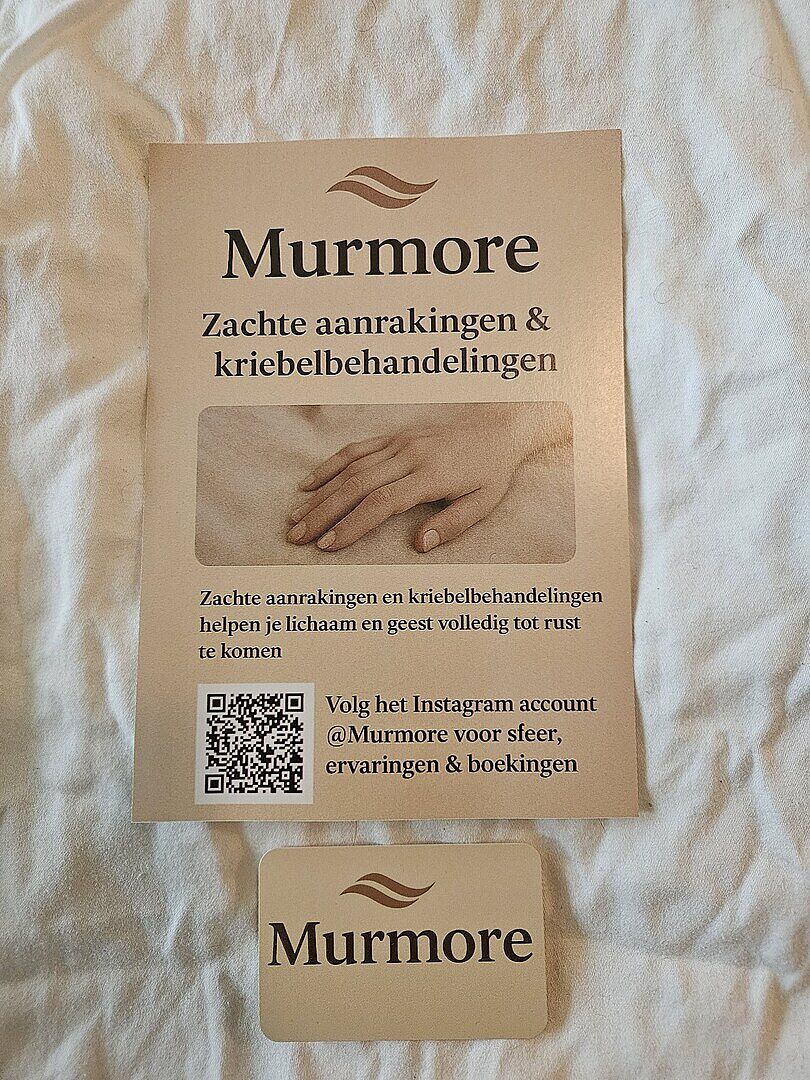 Murmore
Zachte aanrakingen &
kriebelbehandelingen
Zachte aanrakingen en kriebelbehandelingen
helpen je lichaam en geest volledig tot rust
te komen
Volg het Instagram account
@Murmore voor sfeer,
ervaringen & boekingen
Murmore